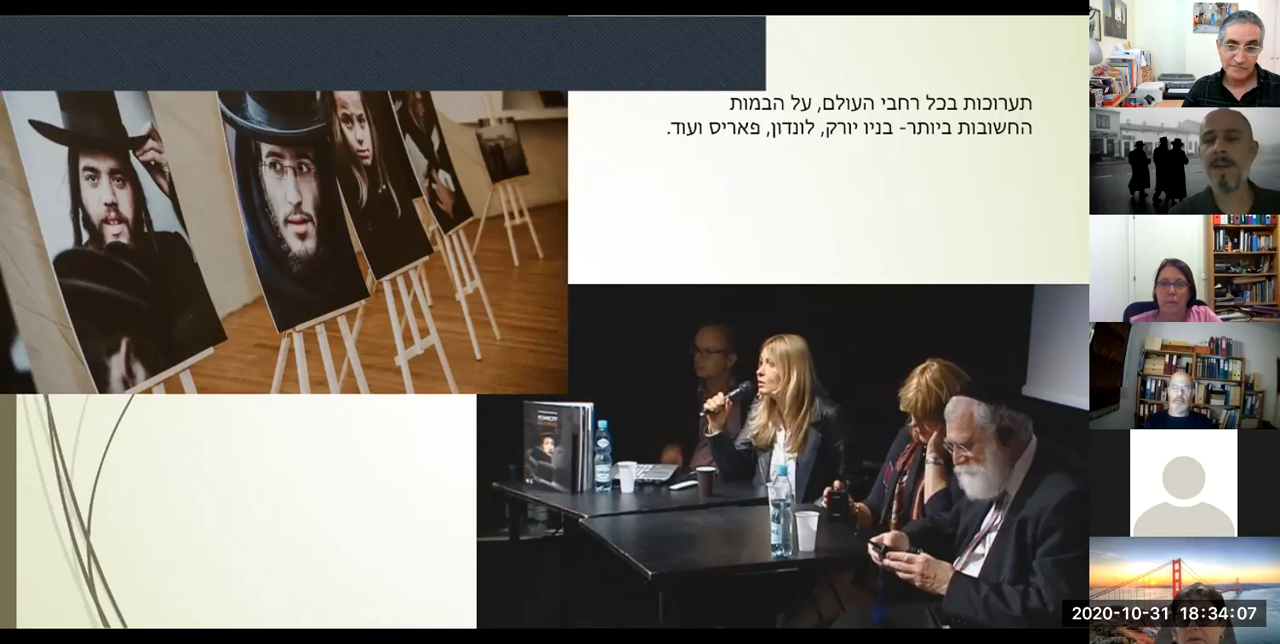 תערוכות בכל רחבי העולם, על הבמות
החשובות ביותר- בניו יורק, לונדון, פאריס ועוד.
2020-10-31 18:34:07